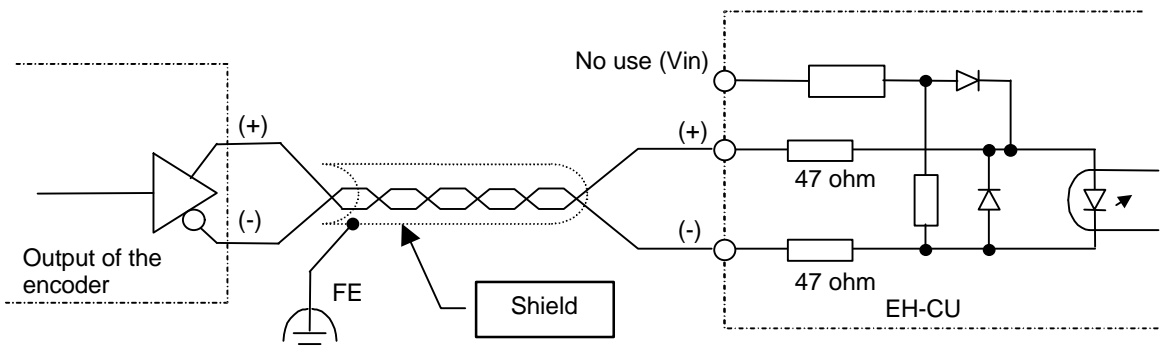 No use (Vin)
(+)
(+)
47 ohm
(-)
(-)
Output of the
encoder
FE
Shield
47 ohm
EH-CU